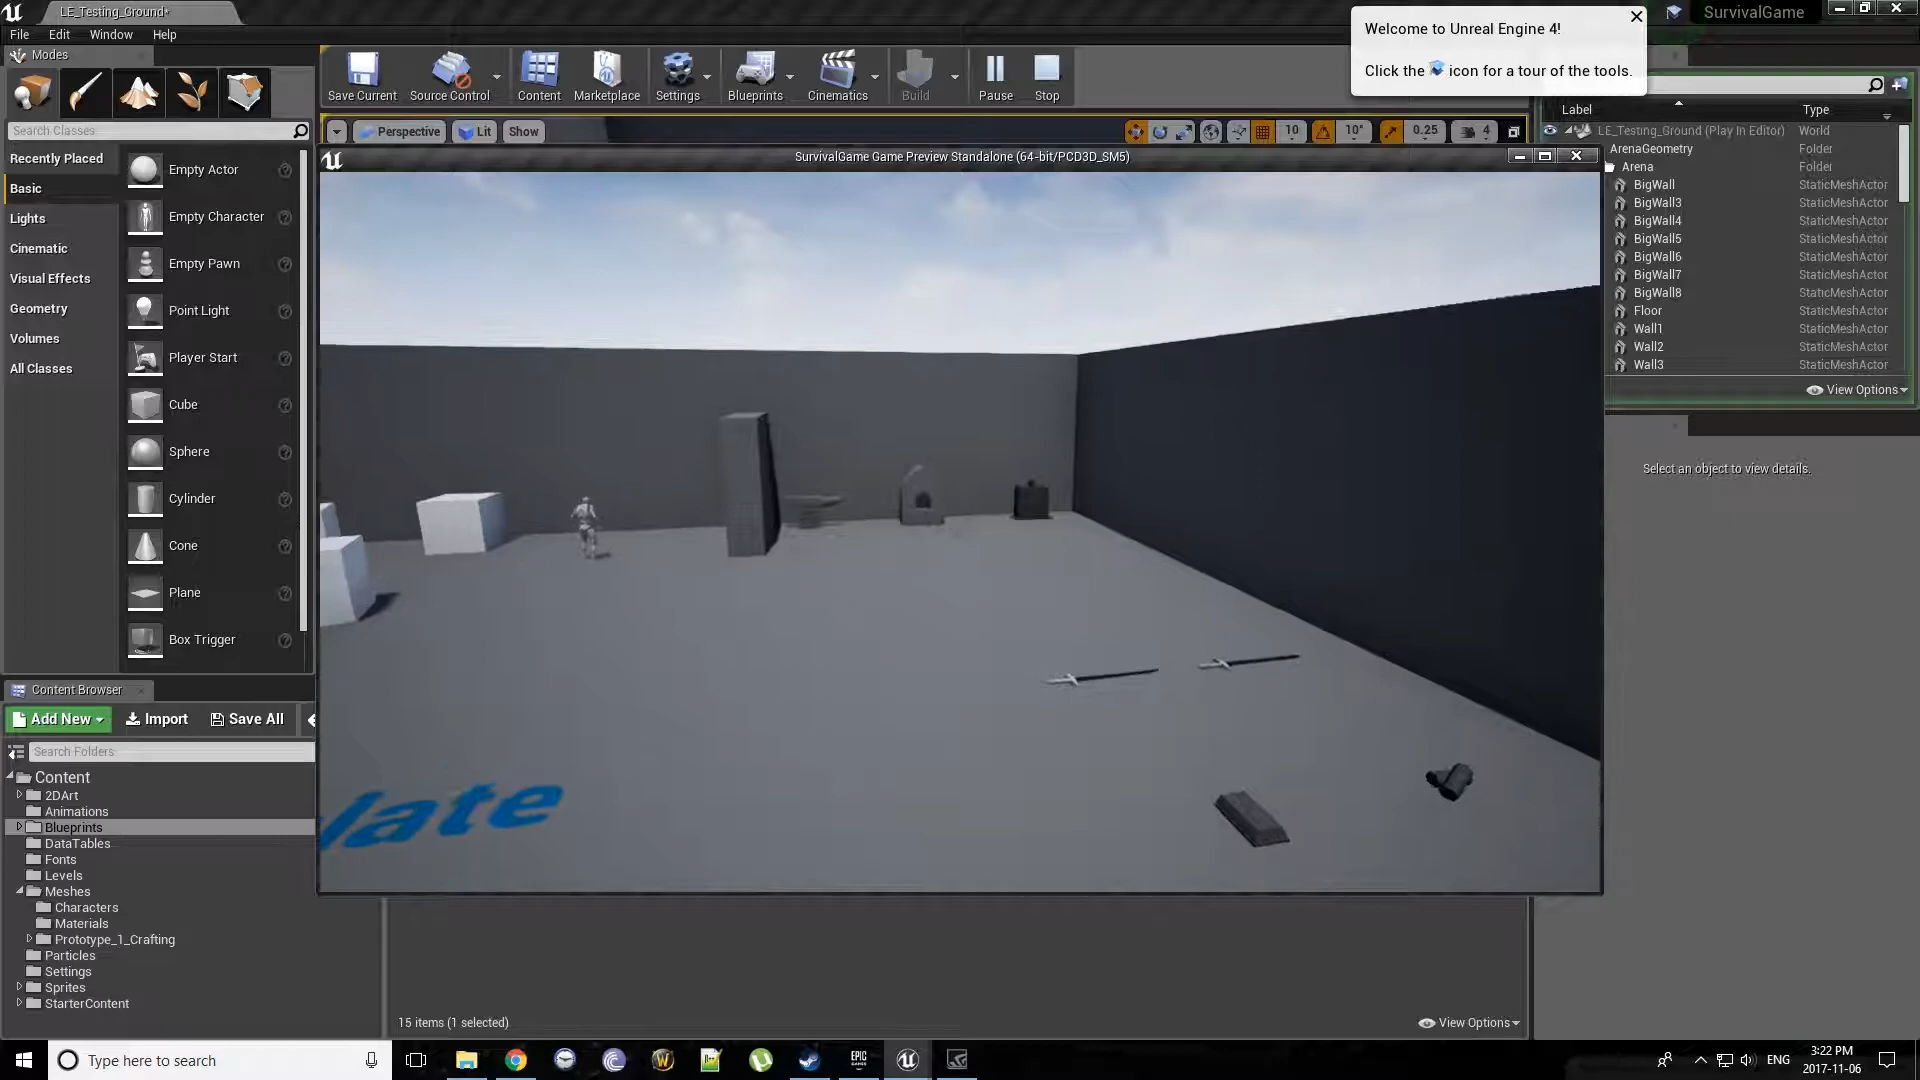 LE_Testing_Ground*
SurvivalGame
File Edit Window Help
Welcome to Unreal Engine 4!
Click the icon for a tour of the tools.
Modes
Save Current
Source Control
Content
Marketplace
Settings
Blueprints
Cinematics
Build
Pause
Stop
Search Classes
Perspective
Lit
Show
10
10°
0.25
4
Label Type
LE_Testing_Ground (Play In Editor) World
ArenaGeometry Folder
Arena Folder
BigWall StaticMeshActor
BigWall3 StaticMeshActor
BigWall4 StaticMeshActor
BigWall5 StaticMeshActor
BigWall6 StaticMeshActor
BigWall7 StaticMeshActor
BigWall8 StaticMeshActor
Floor StaticMeshActor
Wall1 StaticMeshActor
Wall2 StaticMeshActor
Wall3 StaticMeshActor
View Options
Select an object to view details.
SurvivalGame Game Preview Standalone (64-bit/PCD3D_SM5)
Recently Placed
Basic
Lights
Cinematic
Visual Effects
Geometry
Volumes
All Classes
Empty Actor
Empty Character
Empty Pawn
Point Light
Player Start
Cube
Sphere
Cylinder
Cone
Plane
Box Trigger
Content Browser
Add New
Import
Save All
Search Folders
Content
2DArt
Animations
Blueprints
DataTables
Fonts
Levels
Meshes
Characters
Materials
Prototype_1_Crafting
Particles
Settings
Sprites
StarterContent
15 items (1 selected)
View Options
Type here to search
EPIC
GAMES
ENG
3:22 PM
2017-11-06